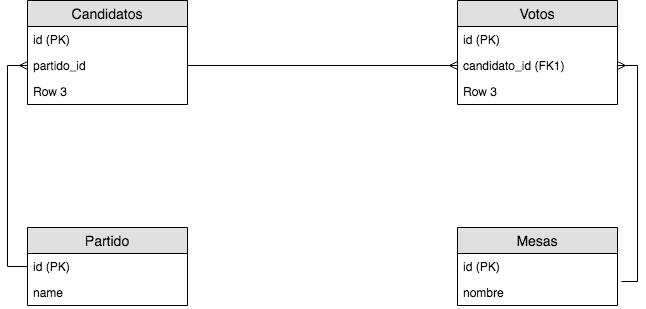 Candidatos
id (PK)
partido_id
Row 3
Votos
id (PK)
candidato_id (FK1)
Row 3
Partido
id (PK)
name
Mesas
id (PK)
nombre